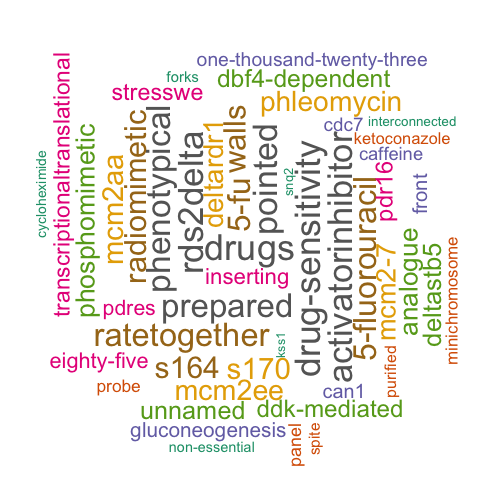 one-thousand-twenty-three
forks
dbf4-dependent
stresswe
phleomycin
cdc7
interconnected
ketoconazole
caffeine
transcriptionaltranslational
cycloheximide
phosphomimetic
mcm2aa
radiomimetic
phenotypical
rds2delta
deltardr1
5-fu
walls
pointed
snq2
drug-sensitivity
activatorinhibitor
5-fluorouracil
pdr16
mcm2-7
front
analogue
deltastb5
minichromosome
drugs
inserting
pdres
prepared
ratetogether
kss1
eighty-five
s164
s170
probe
mcm2ee
can1
purified
unnamed
ddk-mediated
gluconeogenesis
panel
spite
non-essential